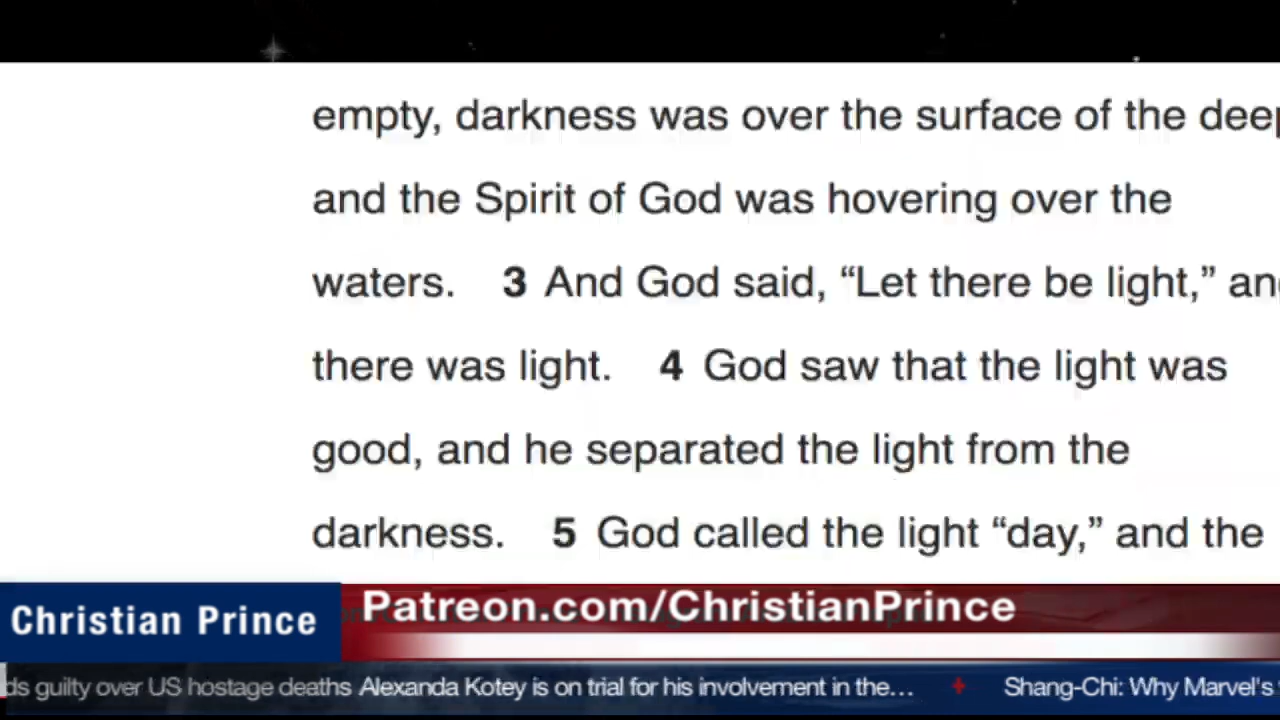 empty, darkness was over the surface of the deep
and the Spirit of God was hovering over the
waters. 3 And God said, “Let there be light,” and
there was light. 4 God saw that the light was
good, and he separated the light from the
darkness. 5 God called the light “day,” and the
Christian Prince
Patreon.com/ChristianPrince
ds guilty over US hostage deaths Alexanda Kotey is on trial for his involvement in the… Shang-Chi: Why Marvel's